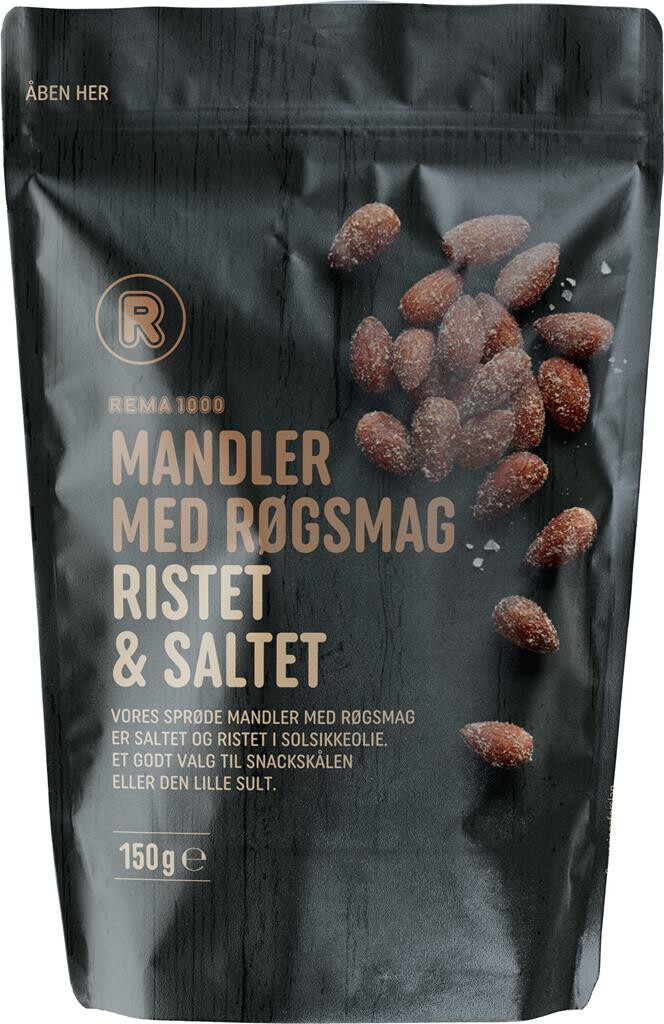 ÅBEN HER
R
REMA 1000
MANDLER
MED RØGSMAG
RISTET
& SALTET
VORES SPRØDE MANDLER MED RØGSMAG
ER SALTET OG RISTET I SOLSIKKEOLIE.
ET GODT VALG TIL SNACKSKÅLEN
ELLER DEN LILLE SULT.
150 g ℮